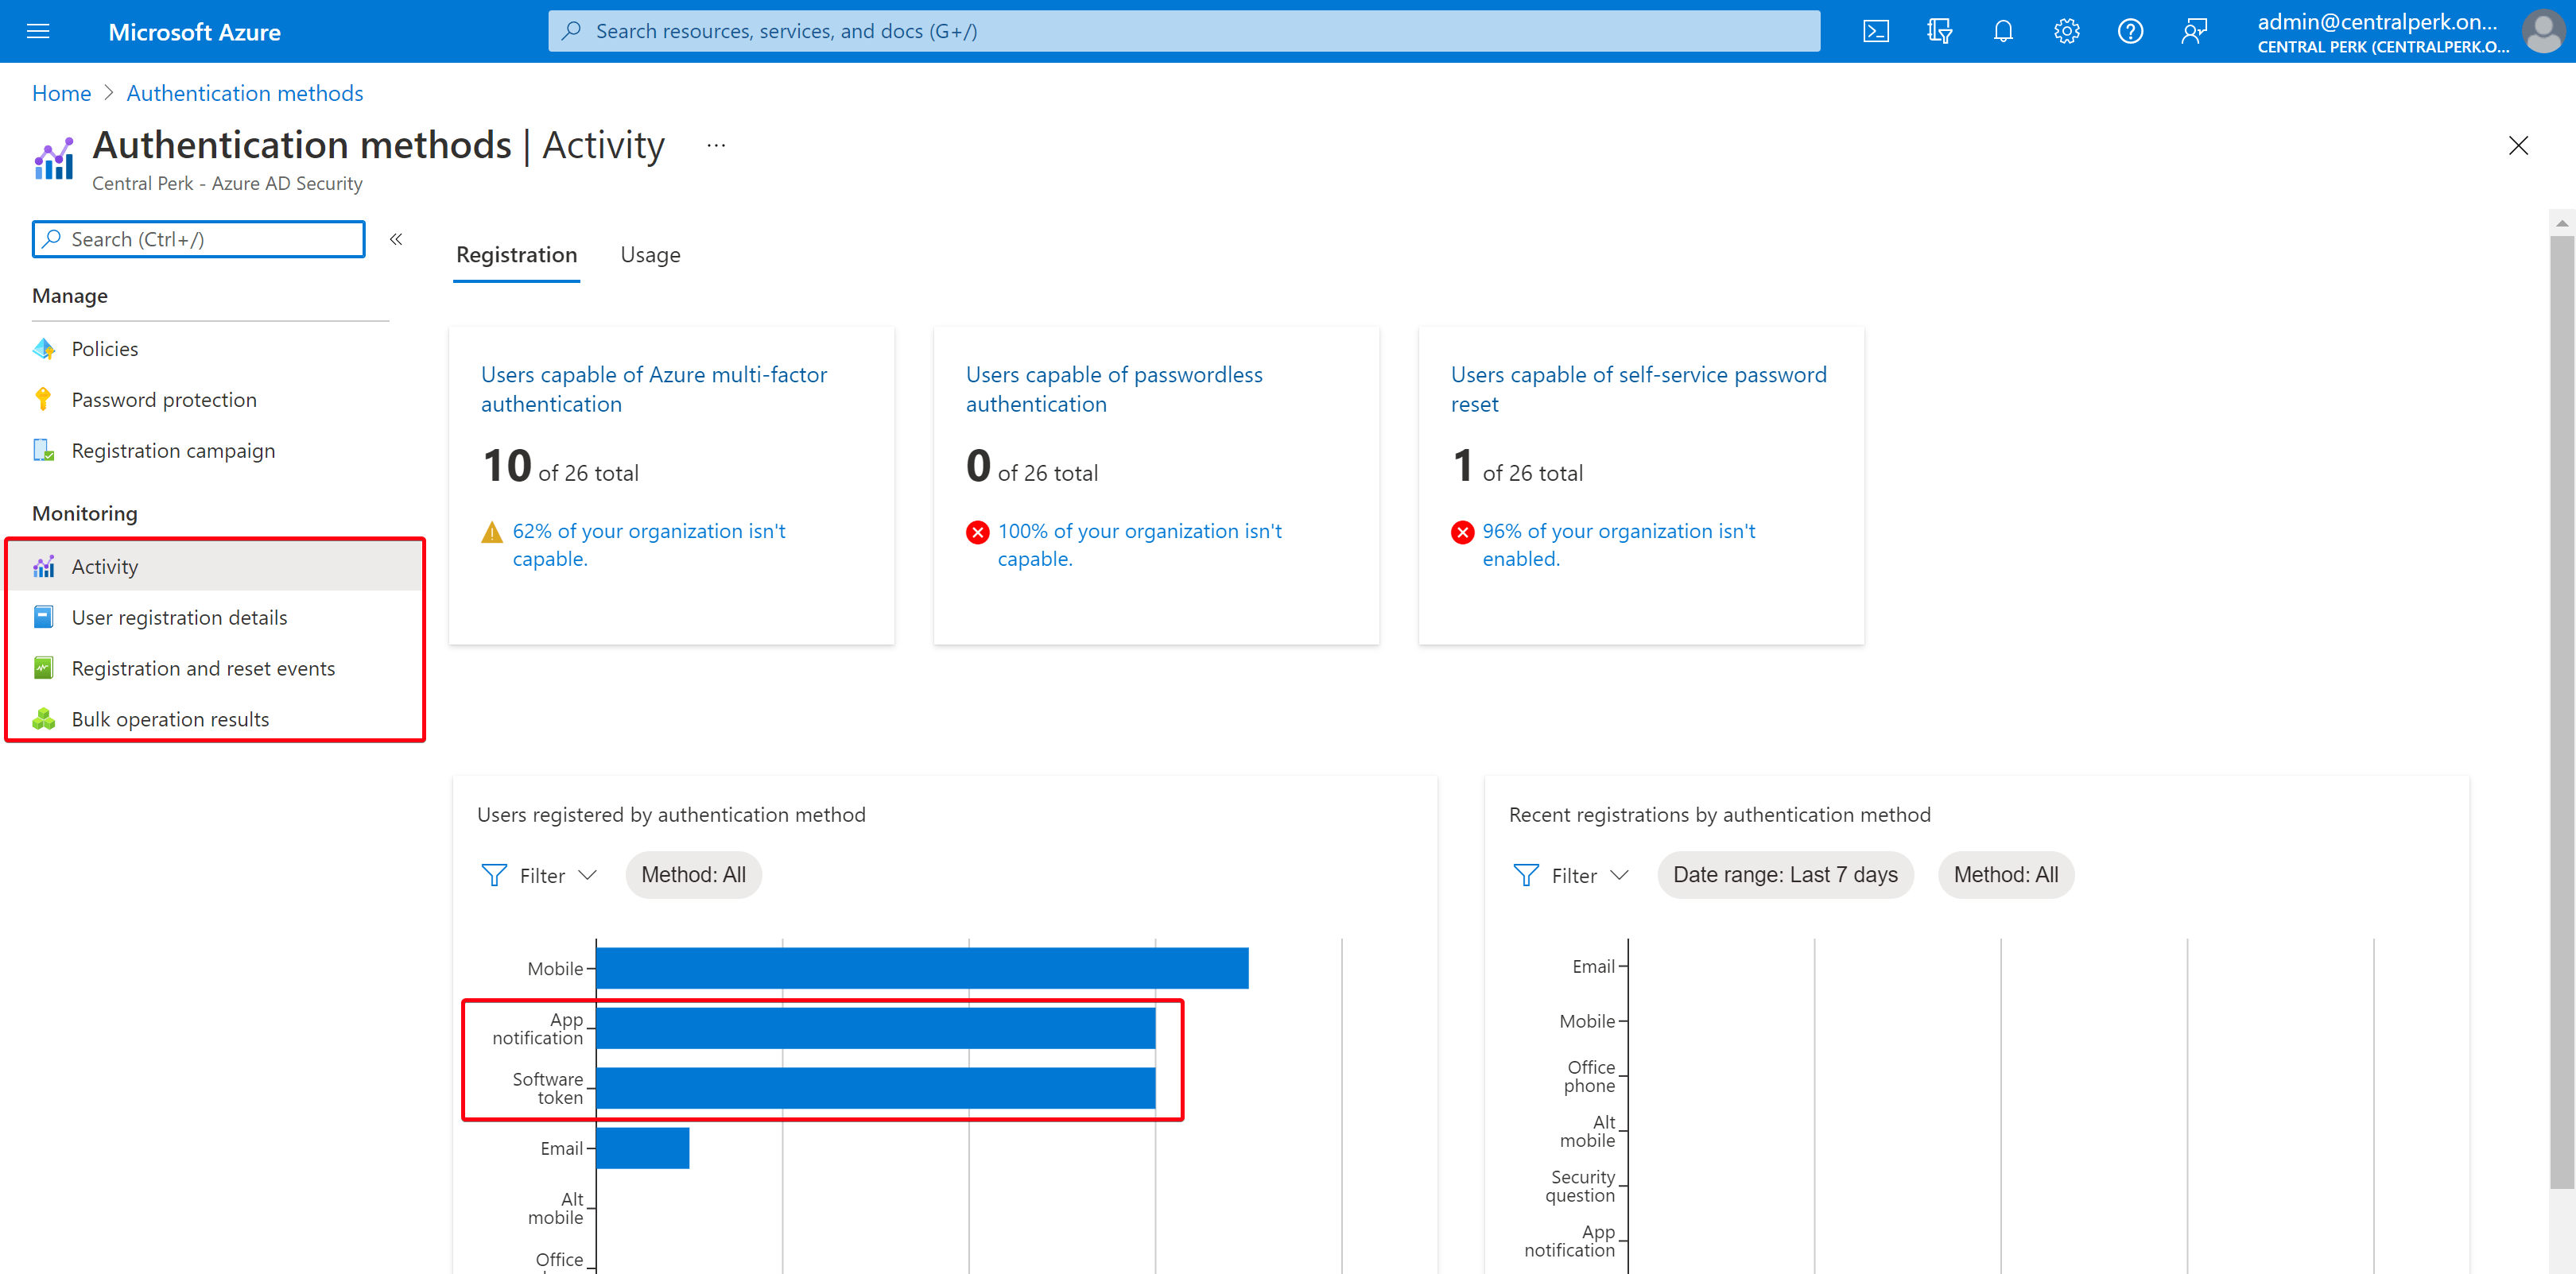 Microsoft Azure
Search resources, services, and docs (G+/)
admin@centralperk.on...
CENTRAL PERK (CENTRALPERK.O...
Home > Authentication methods
Authentication methods | Activity ...
Central Perk - Azure AD Security
Search (Ctrl+/)
«
Manage
Policies
Password protection
Registration campaign
Monitoring
Activity
User registration details
Registration and reset events
Bulk operation results
Registration
Usage
Users capable of Azure multi-factor
authentication
10 of 26 total
62% of your organization isn't
capable.
Users capable of passwordless
authentication
0 of 26 total
100% of your organization isn't
capable.
Users capable of self-service password
reset
1 of 26 total
96% of your organization isn't
enabled.
Users registered by authentication method
Filter
Method: All
Mobile
App
notification
Software
token
Email
Alt
mobile
Office
Recent registrations by authentication method
Filter
Date range: Last 7 days
Method: All
Email
Mobile
Office
phone
Alt
mobile
Security
question
App
notification